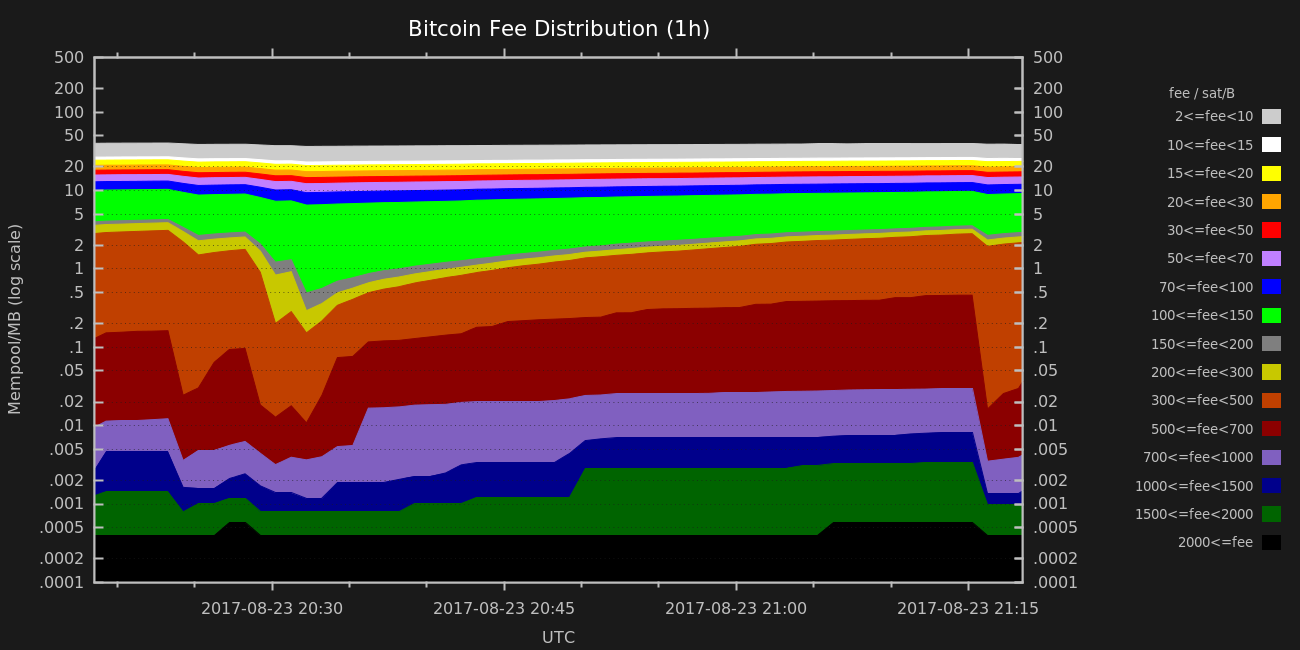 Bitcoin Fee Distribution (1h)
500 500
200 200
100 100
50 50
20 20
10 10
5 5
2 2
1 1
.5 .5
.2 .2
.1 .1
.05 .05
.02 .02
.01 .01
.005 .005
.002 .002
.001 .001
.0005 .0005
.0002 .0002
.0001 .0001
Mempool/MB (log scale)
2017-08-23 20:30 2017-08-23 20:45 2017-08-23 21:00 2017-08-23 21:15
UTC
fee / sat/B
2<=fee<10
10<=fee<15
15<=fee<20
20<=fee<30
30<=fee<50
50<=fee<70
70<=fee<100
100<=fee<150
150<=fee<200
200<=fee<300
300<=fee<500
500<=fee<700
700<=fee<1000
1000<=fee<1500
1500<=fee<2000
2000<=fee